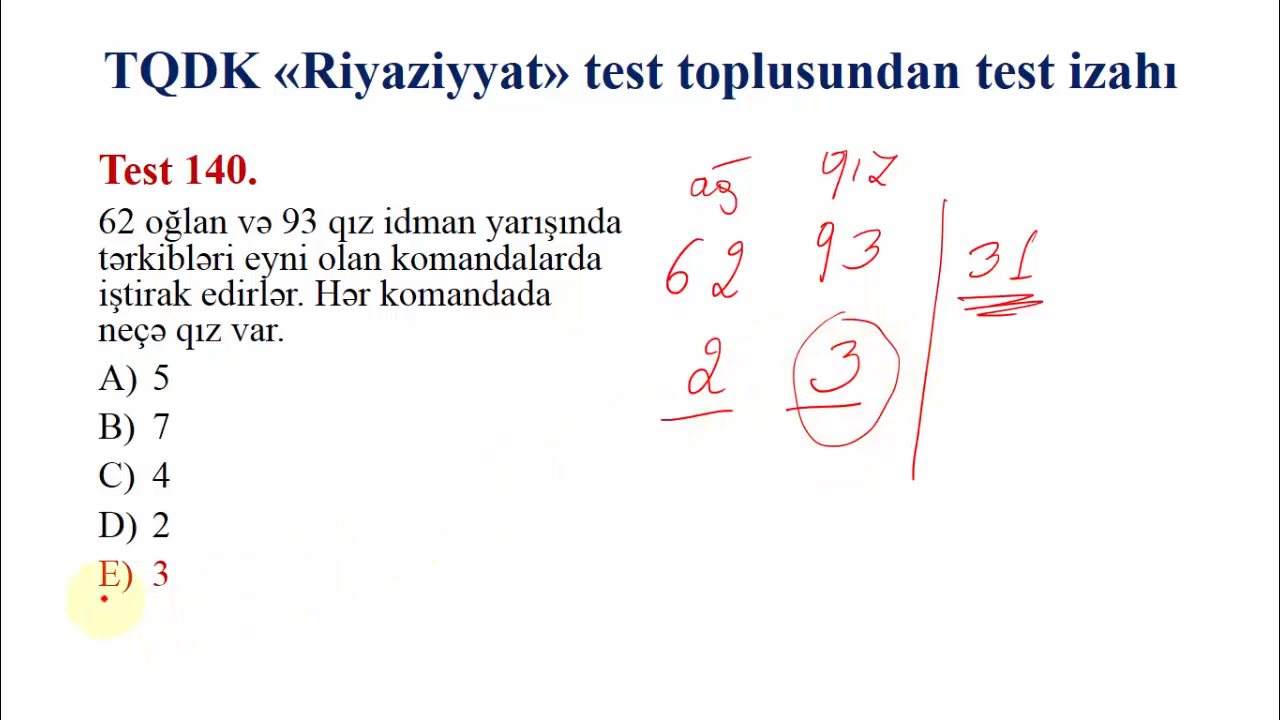 TQDK «Riyaziyyat» test toplusundan test izahı
Test 140.
62 oğlan və 93 qız idman yarışında
tərkibləri eyni olan komandalarda
iştirak edirlər. Hər komandada
neçə qız var.
A) 5
B) 7
C) 4
D) 2
E) 3
qız
62 93 31
2 3